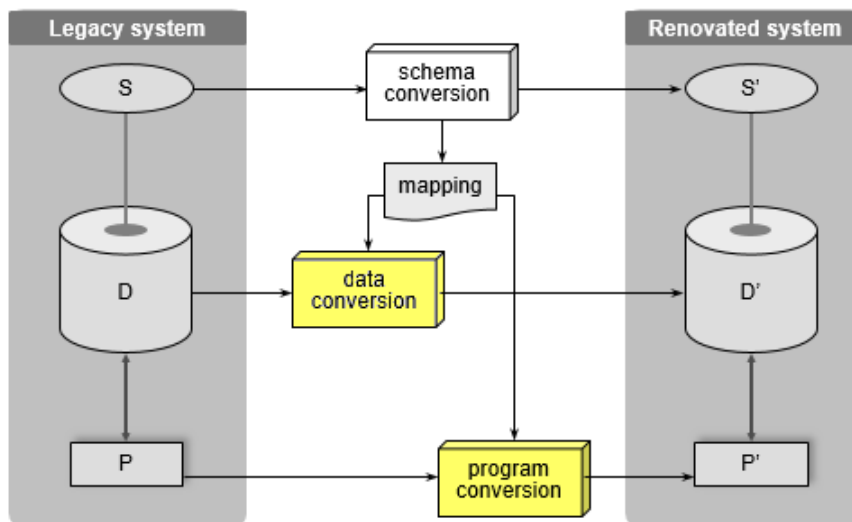 Legacy system
Renovated system
S
schema
conversion
S’
mapping
D
data
conversion
D’
P
program
conversion
P’